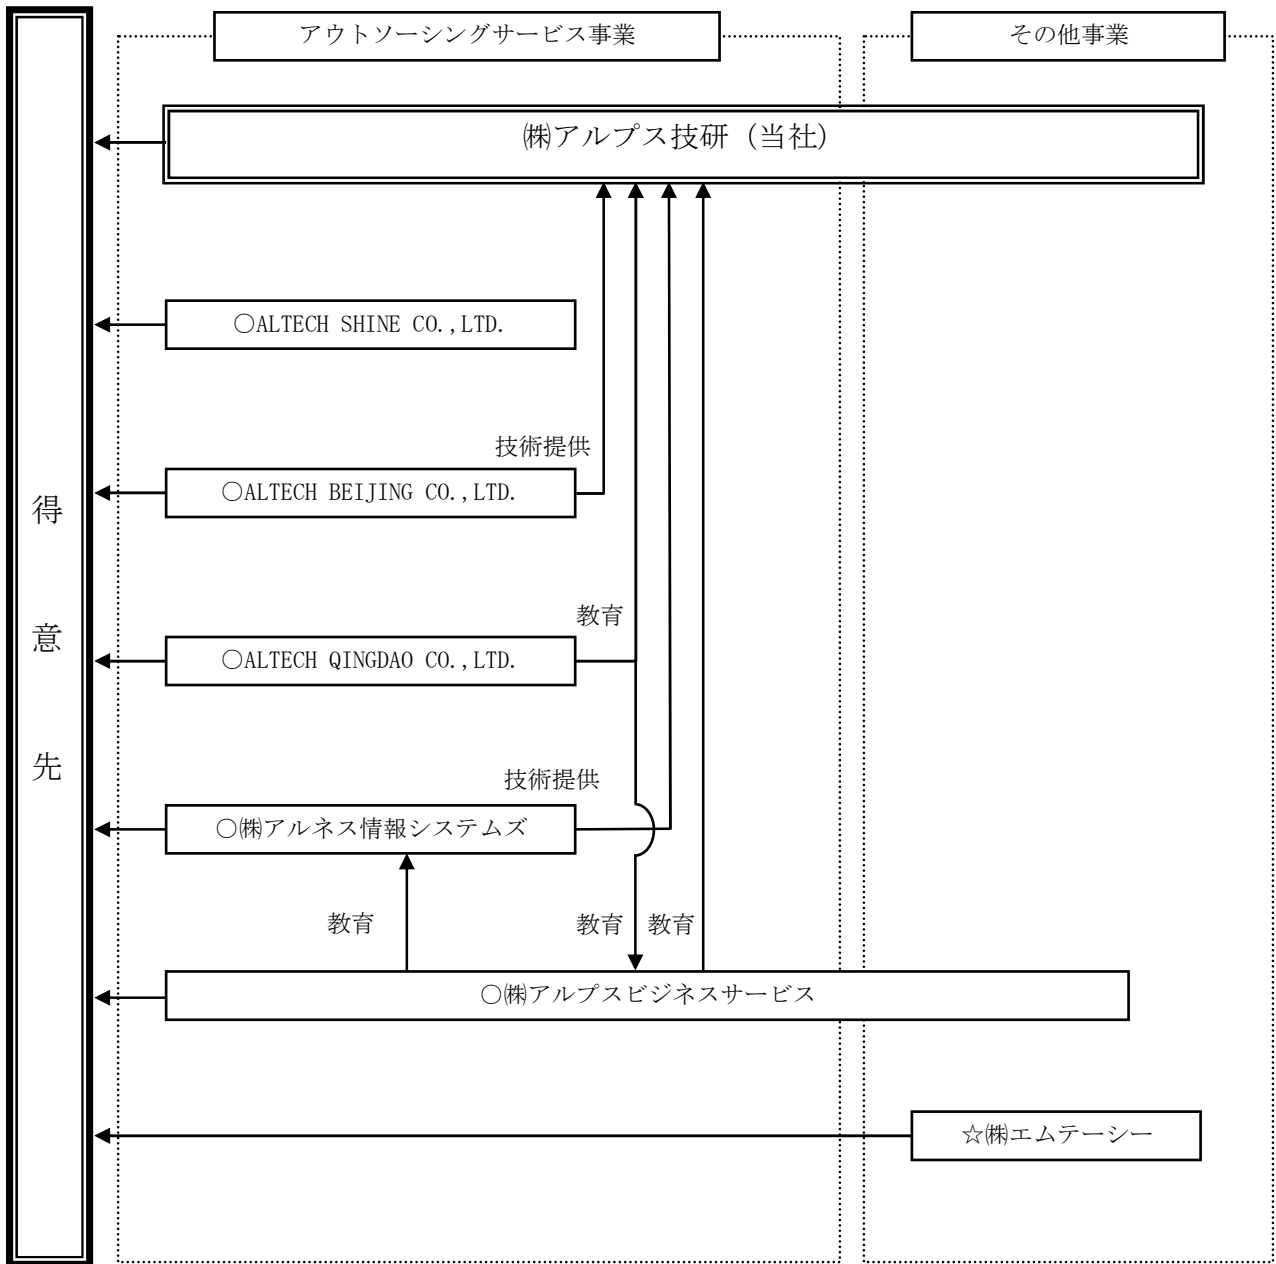 アウトソーシングサービス事業
その他事業
㈱アルプス技研（当社）
○ALTECH SHINE CO.,LTD.
技術提供
○ALTECH BEIJING CO.,LTD.
得意先
教育
○ALTECH QINGDAO CO.,LTD.
技術提供
○㈱アルネス情報システムズ
教育
教育
教育
○㈱アルプスビジネスサービス
☆㈱エムテーシー